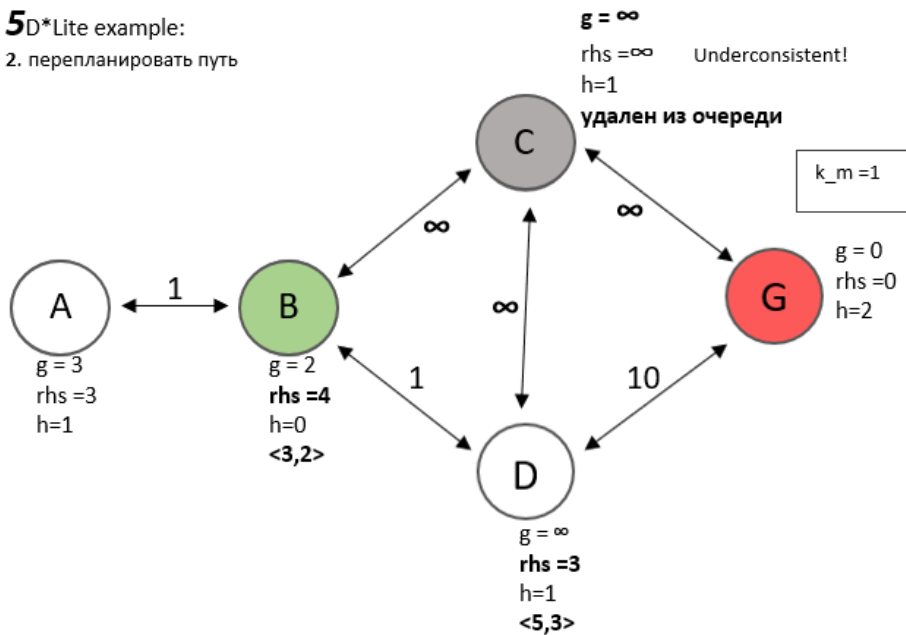 5D*Lite example:
2. перепланировать путь
g = ∞
rhs =∞ Underconsistent!
h=1
удален из очереди
C
k_m =1
∞
∞
g = 0
rhs =0
h=2
G
A
1
B
∞
g = 3
rhs =3
h=1
g = 2
rhs =4
h=0
<3,2>
1
10
D
g = ∞
rhs =3
h=1
<5,3>